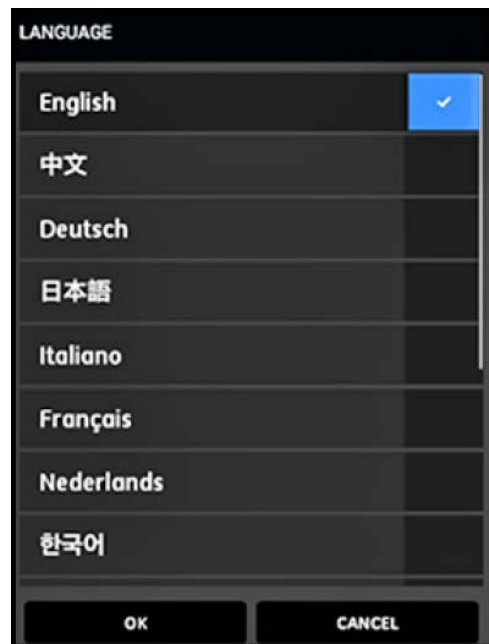 LANGUAGE
English
中文
Deutsch
日本語
Italiano
Français
Nederlands
한국어
OK CANCEL